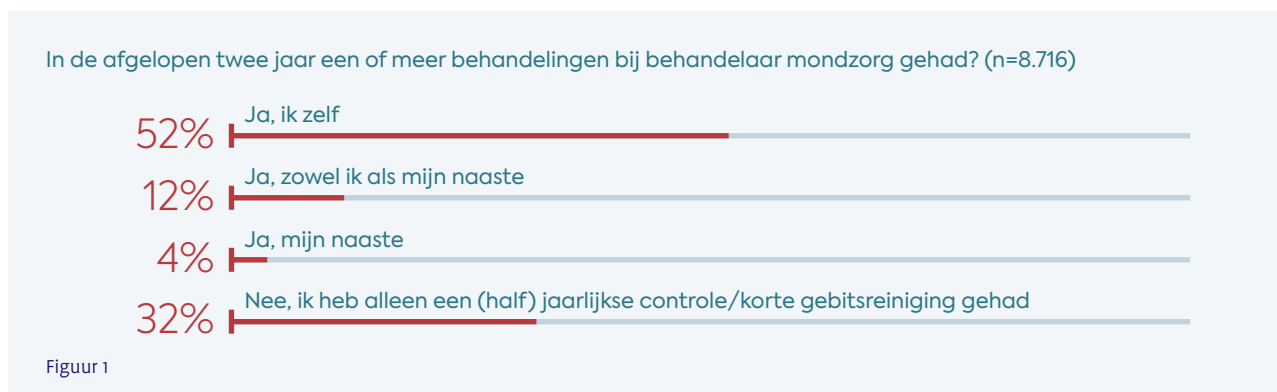 In de afgelopen twee jaar een of meer behandelingen bij behandelaar mondzorg gehad? (n=8.716)
Ja, ik zelf
52%
Ja, zowel ik als mijn naaste
12%
Ja, mijn naaste
4%
Nee, ik heb alleen een (half) jaarlijkse controle/korte gebitsreiniging gehad
32%
Figuur 1